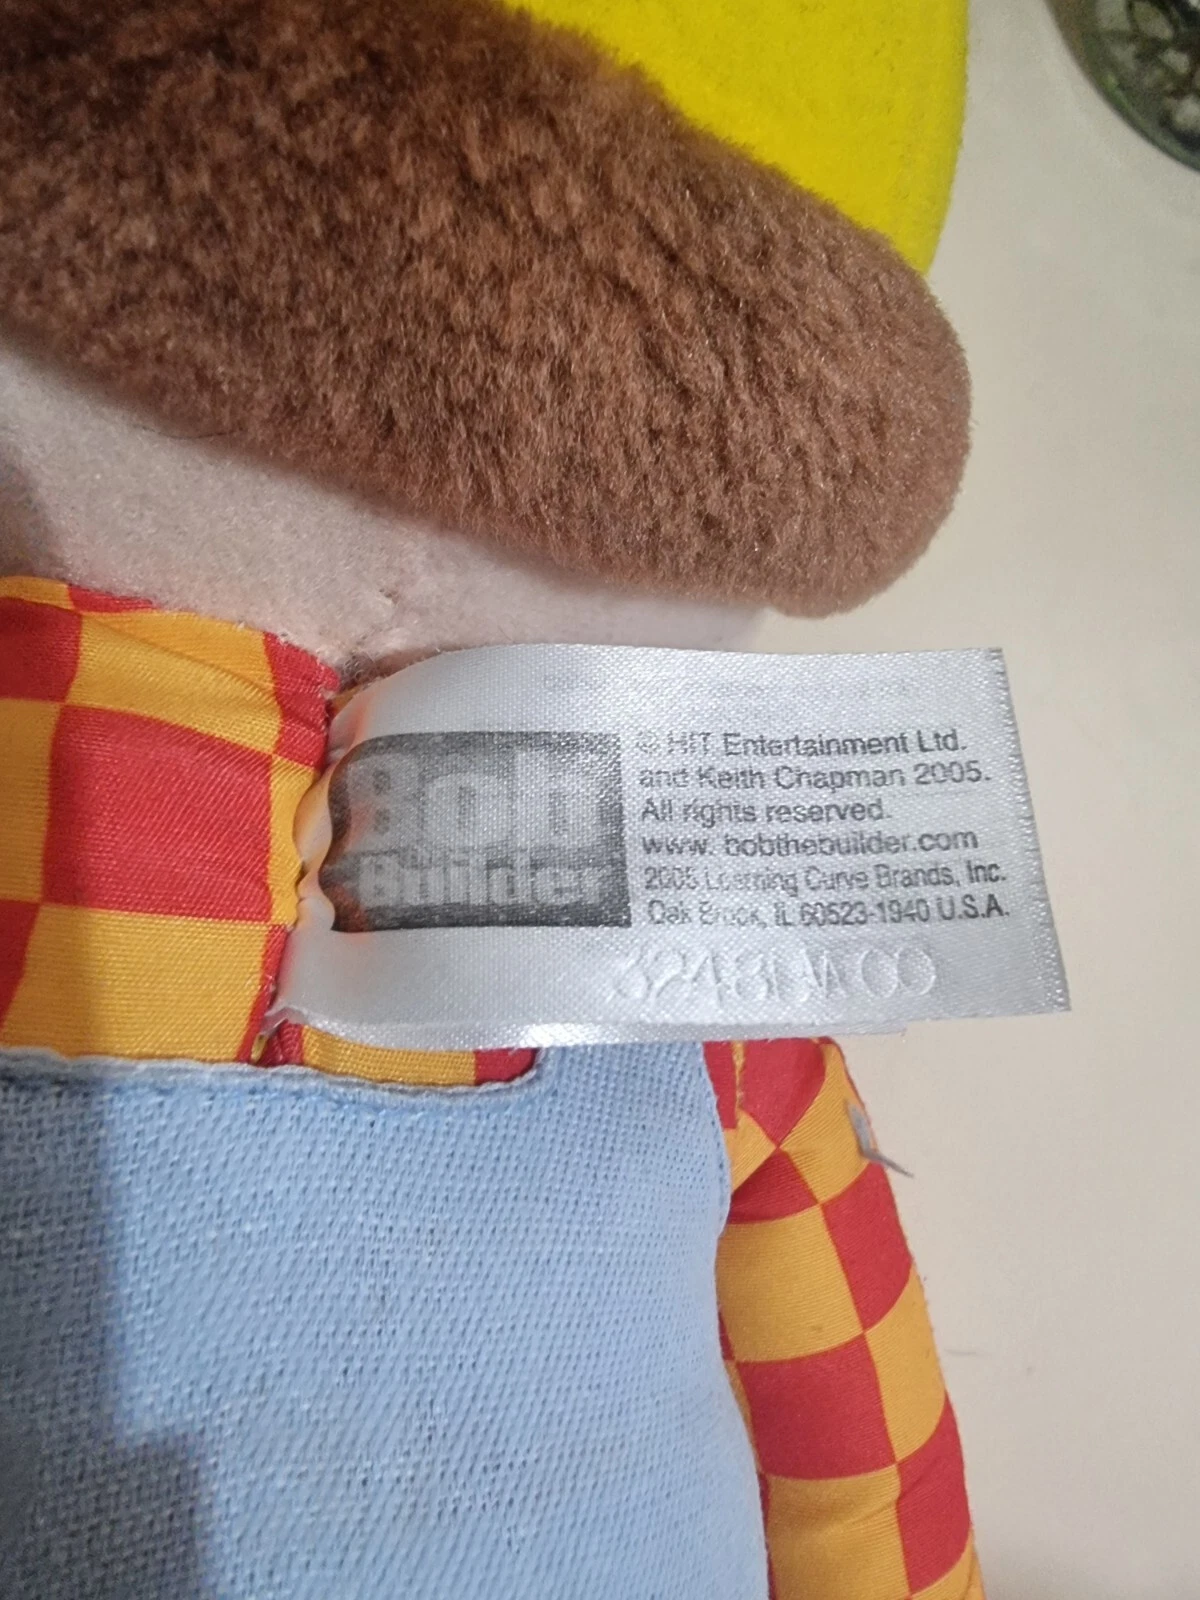 Bob
Builder
© HIT Entertainment Ltd.
and Keith Chapman 2005.
All rights reserved.
www. bobthebuilder.com
2005 Learning Curve Brands, Inc.
Oak Brook, IL 60523-1940 U.S.A.